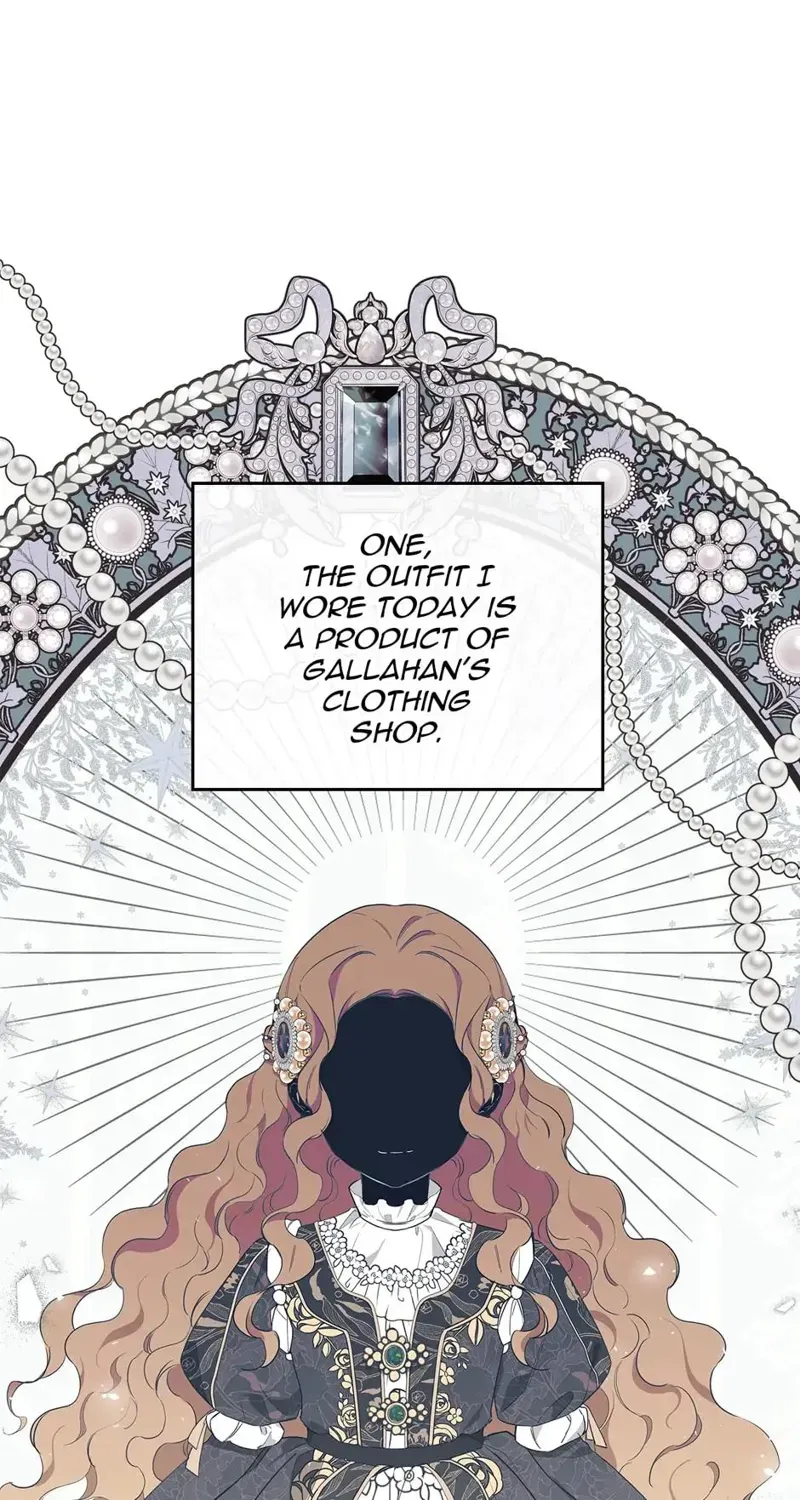 ONE,
THE OUTFIT I
WORE TODAY IS
A PRODUCT OF
GALLAHAN'S
CLOTHING
SHOP.